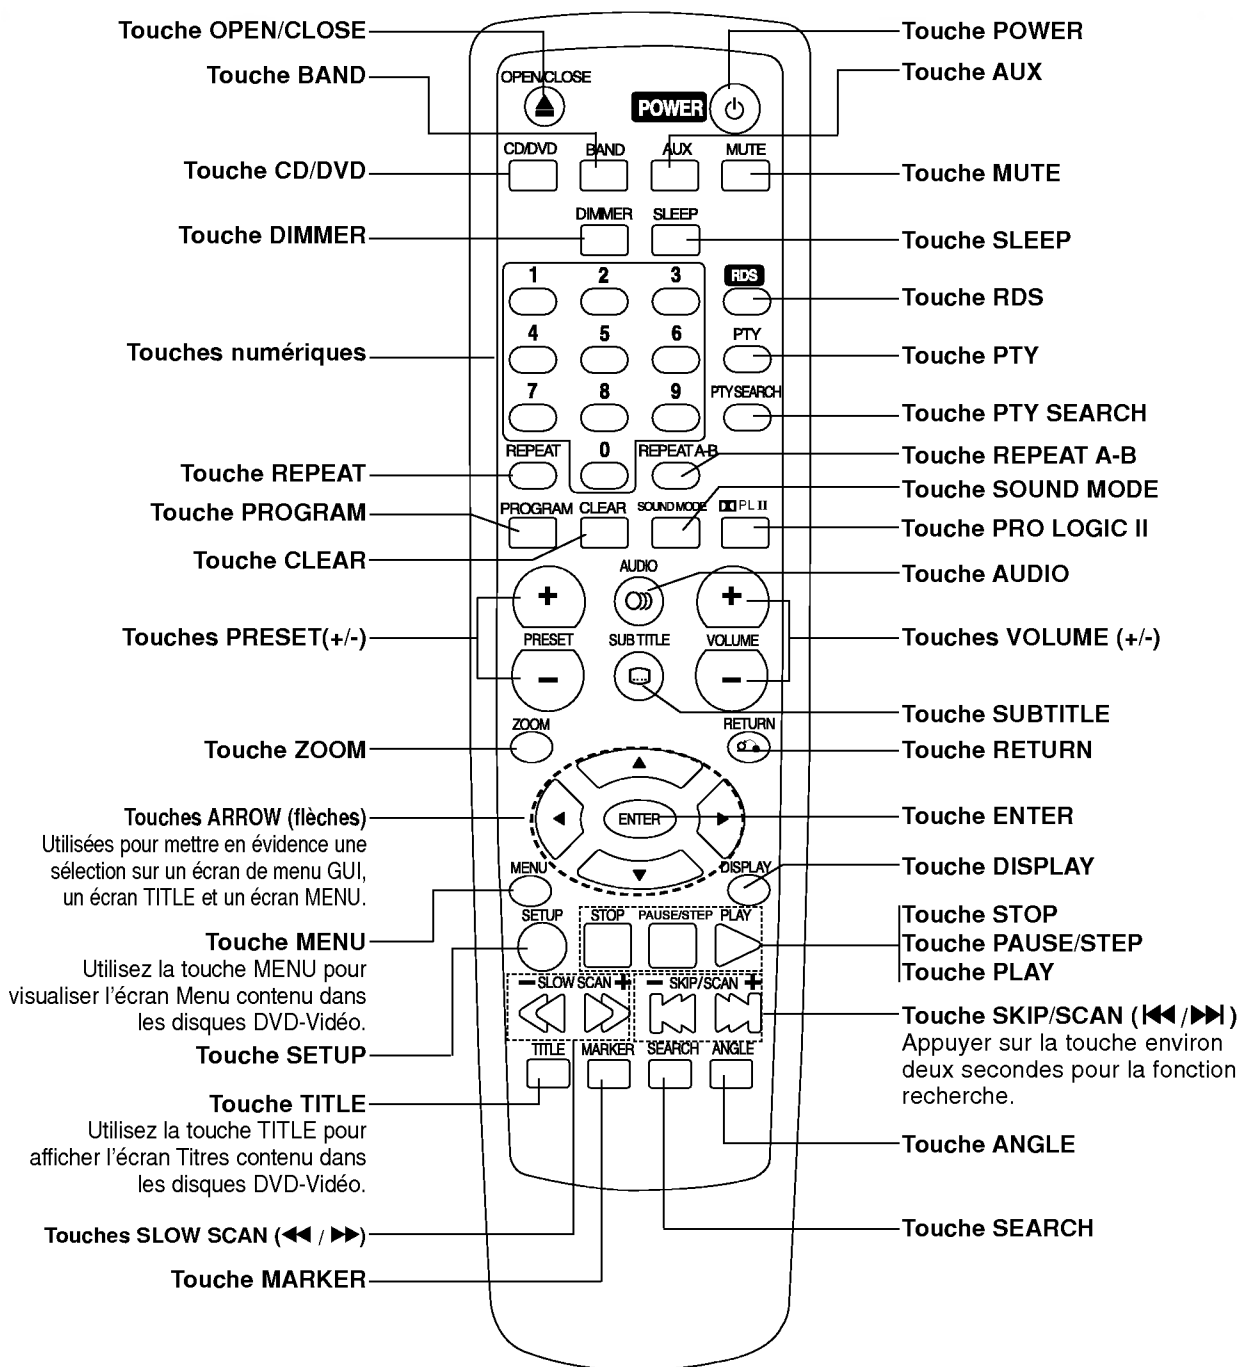 Touche OPEN/CLOSE
Touche BAND
Touche CD/DVD
Touche DIMMER
Touches numériques
Touche REPEAT
Touche PROGRAM
Touche CLEAR
Touches PRESET(+/-)
Touche ZOOM
Touches ARROW (flèches)
Utilisées pour mettre en évidence une
sélection sur un écran de menu GUI,
un écran TITLE et un écran MENU.
Touche MENU
Utilisez la touche MENU pour
visualiser l'écran Menu contenu dans
les disques DVD-Vidéo.
Touche SETUP
Touche TITLE
Utilisez la touche TITLE pour
afficher l'écran Titres contenu dans
les disques DVD-Vidéo.
Touches SLOW SCAN (◀◀ / ▶▶)
Touche MARKER
OPEN/CLOSE
POWER
CD/DVD BAND AUX MUTE
DIMMER SLEEP
1 2 3 RDS
4 5 6 PTY
7 8 9 PTY SEARCH
REPEAT 0 REPEAT A-B
PROGRAM CLEAR SOUND MODE PL II
AUDIO
+ +
PRESET SUBTITLE VOLUME
− −
ZOOM RETURN
ENTER
MENU DISPLAY
SETUP STOP PAUSE/STEP PLAY
− SLOW SCAN + − SKIP/SCAN +
TITLE MARKER SEARCH ANGLE
Touche POWER
Touche AUX
Touche MUTE
Touche SLEEP
Touche RDS
Touche PTY
Touche PTY SEARCH
Touche REPEAT A-B
Touche SOUND MODE
Touche PRO LOGIC II
Touche AUDIO
Touches VOLUME (+/-)
Touche SUBTITLE
Touche RETURN
Touche ENTER
Touche DISPLAY
Touche STOP
Touche PAUSE/STEP
Touche PLAY
Touche SKIP/SCAN (⏮ / ⏭)
Appuyer sur la touche environ
deux secondes pour la fonction
recherche.
Touche ANGLE
Touche SEARCH